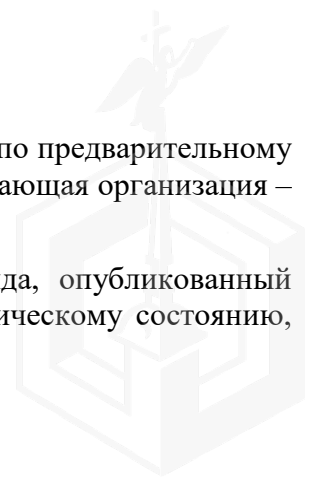 по предварительному
ающая организация –
да, опубликованный
ическому состоянию,